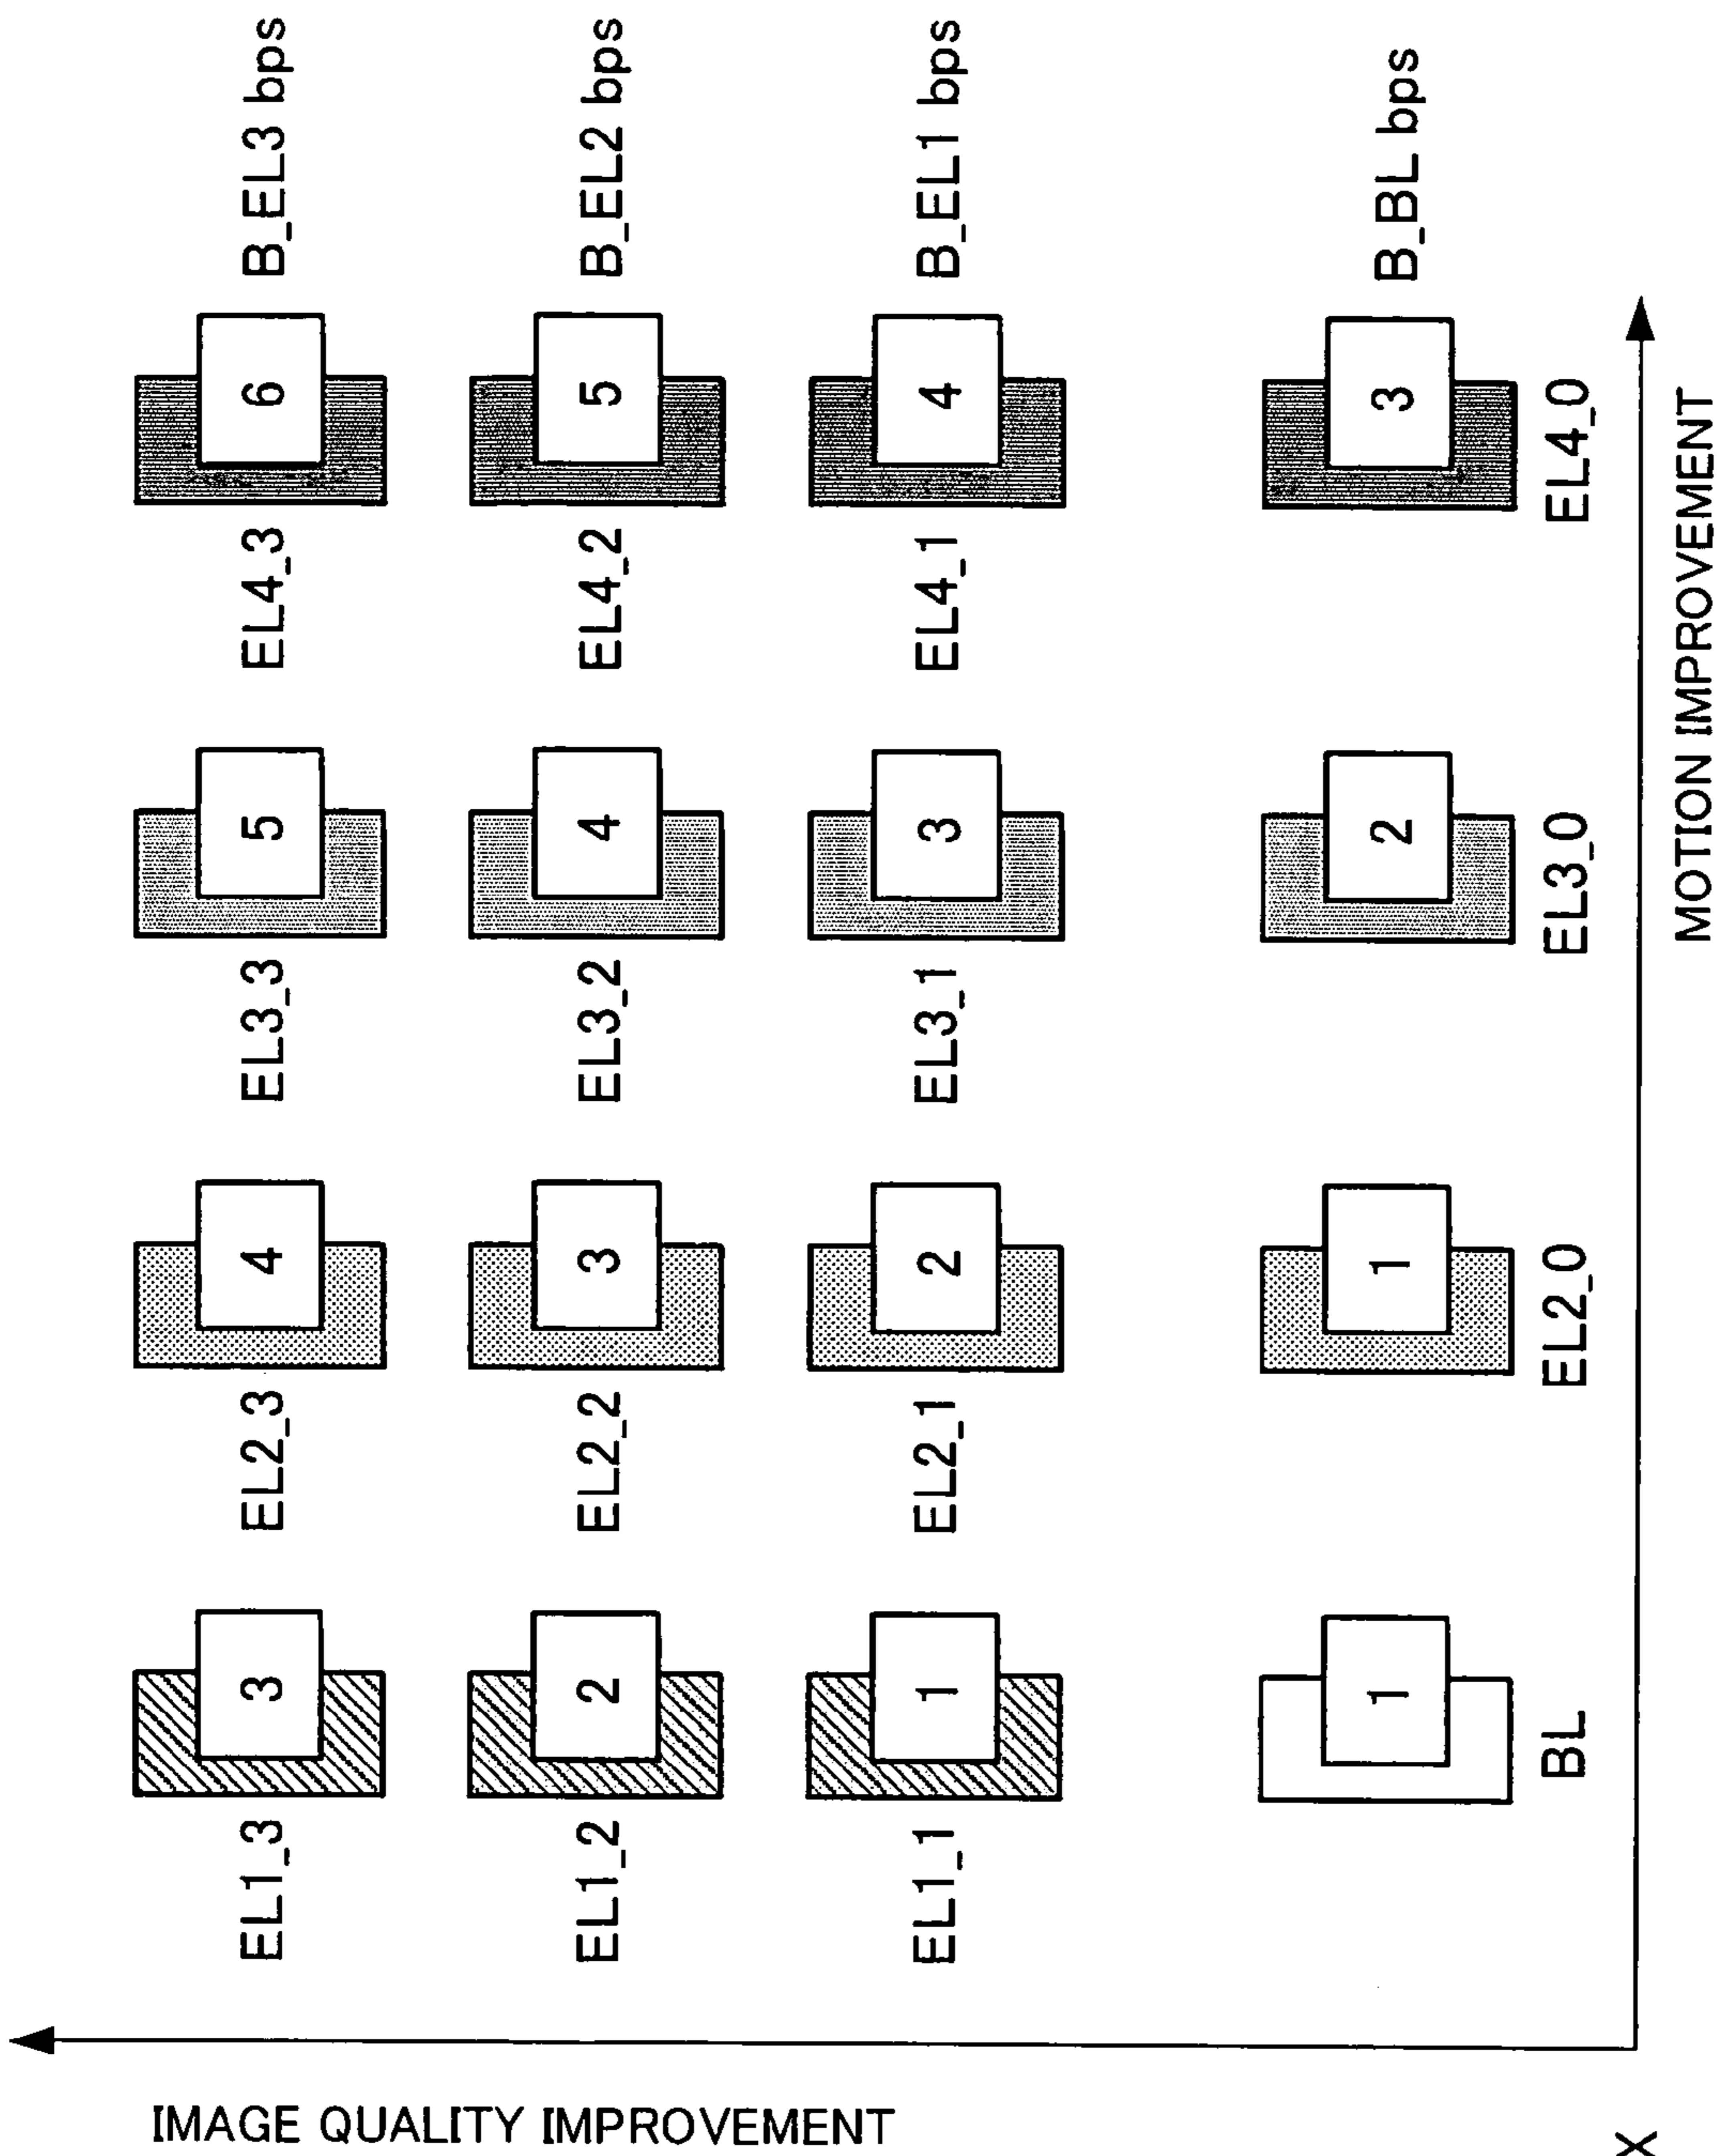 IMAGE QUALITY IMPROVEMENT
EL1_3 3 EL2_3 4 EL3_3 5 EL4_3 6 B_EL3 bps
EL1_2 2 EL2_2 3 EL3_2 4 EL4_2 5 B_EL2 bps
EL1_1 1 EL2_1 2 EL3_1 3 EL4_1 4 B_EL1 bps
1 1 2 3 B_BL bps
BL EL2_0 EL3_0 EL4_0
X
MOTION IMPROVEMENT